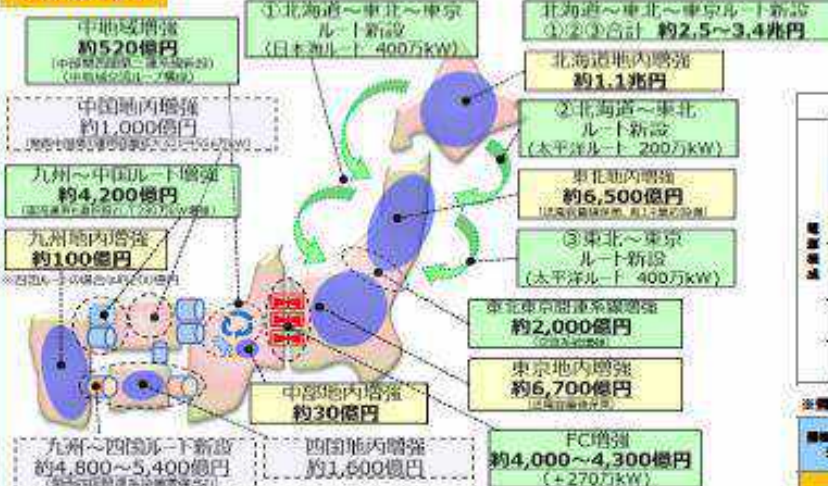 中地域増強
約520億円
中国地内増強
約1,000億円
九州～中国ルート増強
約4,200億円
九州地内増強
約100億円
①北海道～東北～東京
ルート新設
(日本海ルート 400万kW)
北海道～東北～東京ルート新設
①②③合計 約2.5～3.4兆円
北海道地内増強
約1.1兆円
②北海道～東北
ルート新設
(太平洋ルート 200万kW)
東北地内増強
約6,500億円
③東北～東京
ルート新設
(太平洋ルート 400万kW)
東北東京間連系線増強
約2,000億円
東京地内増強
約6,700億円
中部地内増強
約30億円
九州～四国ルート新設
約4,800～5,400億円
四国地内増強
約1,600億円
FC増強
約4,000～4,300億円
(+270万kW)